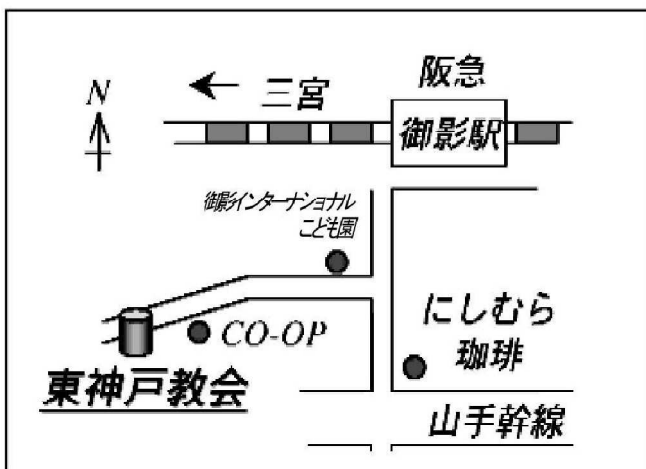 阪急
N
三宮
御影駅
御影インターナショナル
こども園
にしむら
珈琲
CO-OP
東神戸教会
山手幹線